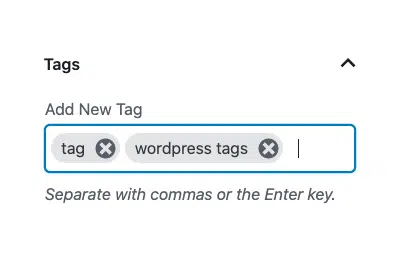 Tags
Add New Tag
tag wordpress tags
Separate with commas or the Enter key.